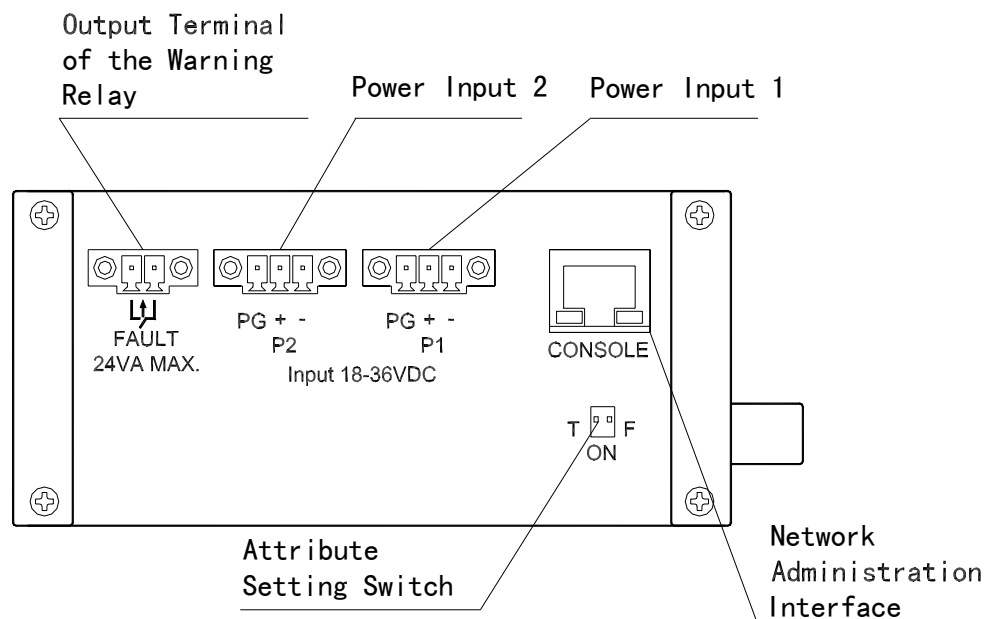 Output Terminal
of the Warning
Relay
Power Input 2
Power Input 1
FAULT
24VA MAX.
PG + -
P2
PG + -
P1
Input 18-36VDC
CONSOLE
T F
ON
Attribute
Setting Switch
Network
Administration
Interface